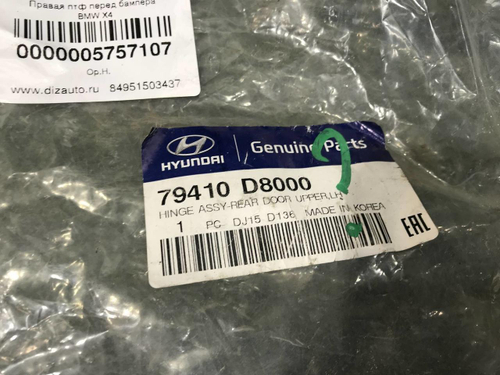 Правая птф перед бампера
BMW X4
0000005757107
Ор.Н.
www.dizauto.ru 84951503437
HYUNDAI
Genuine Parts
79410 D8000
HINGE ASSY-REAR DOOR UPPER,LH
1 PC DJ15 D136 MADE IN KOREA
EAC